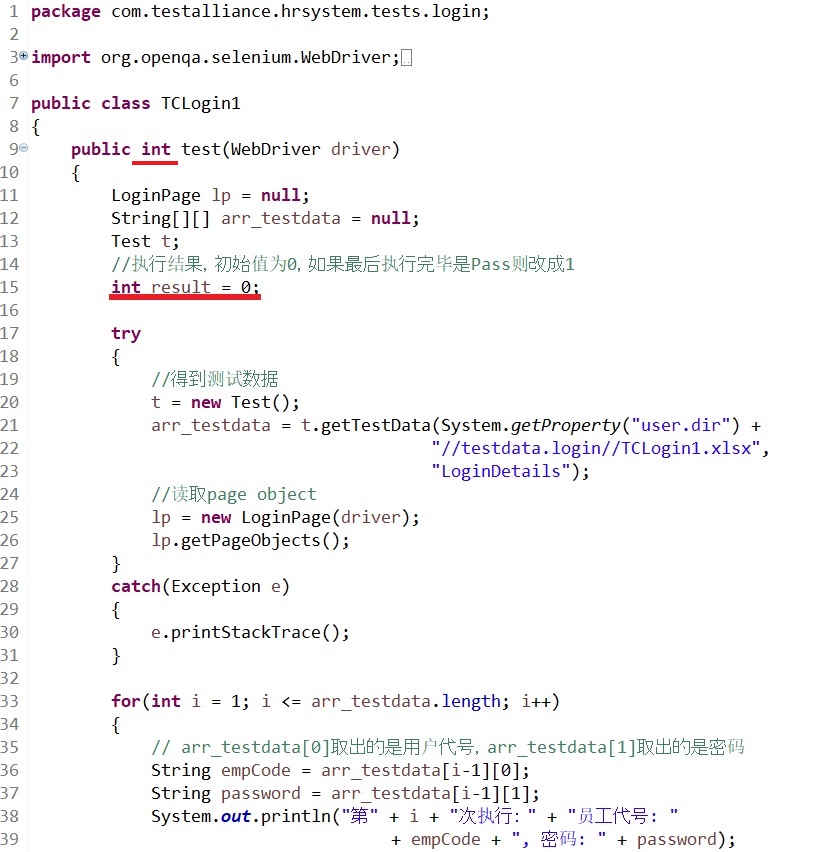 1 package com.testalliance.hrsystem.tests.login;
2
3 import org.openqa.selenium.WebDriver;
6
7 public class TCLogin1
8 {
9 public int test(WebDriver driver)
10 {
11 LoginPage lp = null;
12 String[][] arr_testdata = null;
13 Test t;
14 //执行结果, 初始值为0, 如果最后执行完毕是Pass则改成1
15 int result = 0;
16
17 try
18 {
19 //得到测试数据
20 t = new Test();
21 arr_testdata = t.getTestData(System.getProperty("user.dir") +
22 "//testdata.login//TCLogin1.xlsx",
23 "LoginDetails");
24 //读取page object
25 lp = new LoginPage(driver);
26 lp.getPageObjects();
27 }
28 catch(Exception e)
29 {
30 e.printStackTrace();
31 }
32
33 for(int i = 1; i <= arr_testdata.length; i++)
34 {
35 // arr_testdata[0]取出的是用户代号, arr_testdata[1]取出的是密码
36 String empCode = arr_testdata[i-1][0];
37 String password = arr_testdata[i-1][1];
38 System.out.println("第" + i + "次执行: " + "员工代号: "
39 + empCode + ", 密码: " + password);